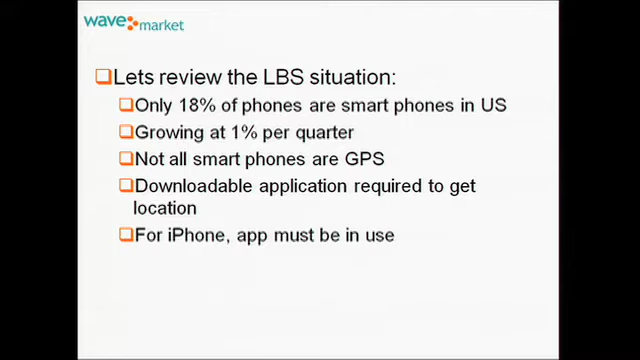 wave market
Lets review the LBS situation:
Only 18% of phones are smart phones in US
Growing at 1% per quarter
Not all smart phones are GPS
Downloadable application required to get
location
For iPhone, app must be in use